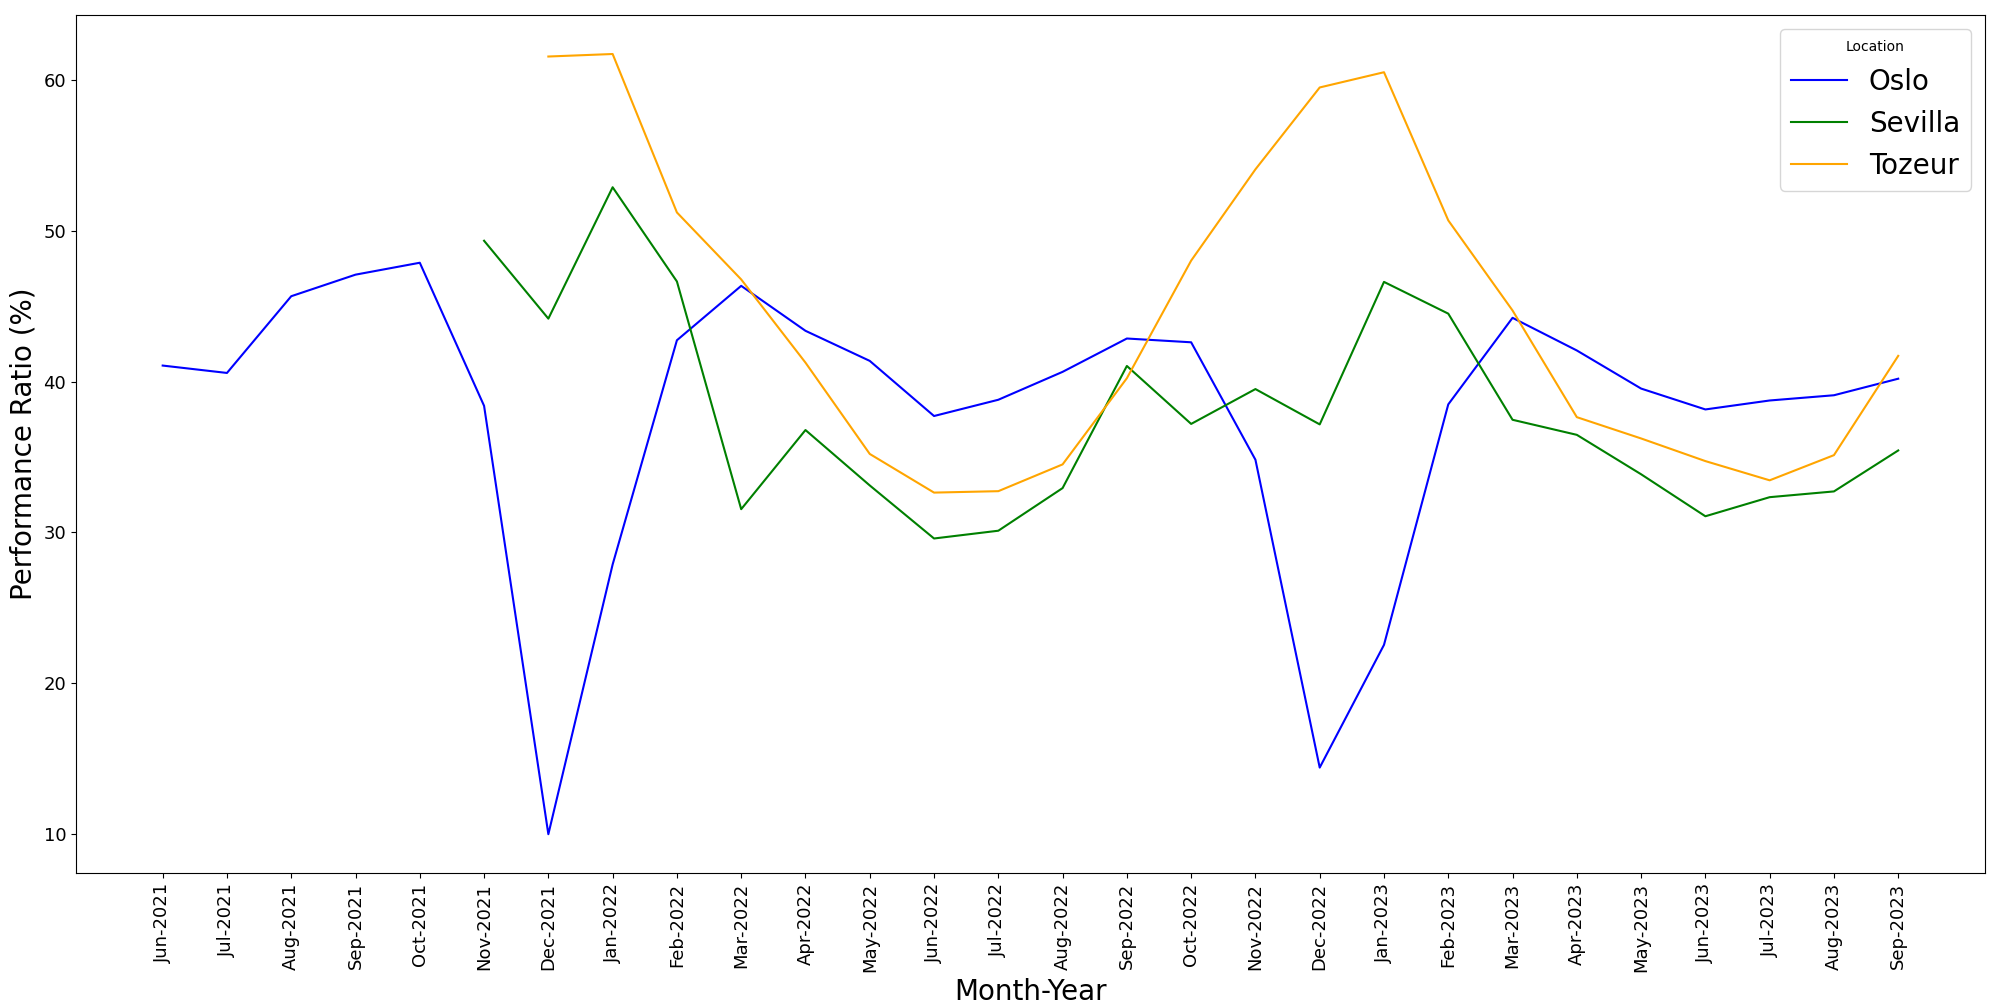 Performance Ratio (%)
60
50
40
30
20
10
Location
Oslo
Sevilla
Tozeur
Jun-2021
Jul-2021
Aug-2021
Sep-2021
Oct-2021
Nov-2021
Dec-2021
Jan-2022
Feb-2022
Mar-2022
Apr-2022
May-2022
Jun-2022
Jul-2022
Aug-2022
Sep-2022
Oct-2022
Nov-2022
Dec-2022
Jan-2023
Feb-2023
Mar-2023
Apr-2023
May-2023
Jun-2023
Jul-2023
Aug-2023
Sep-2023
Month-Year